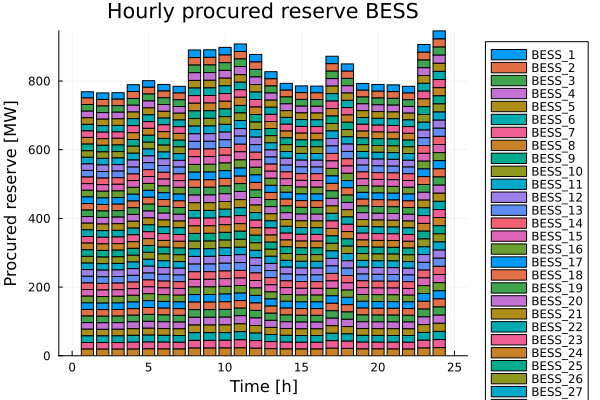 Hourly procured reserve BESS
Procured reserve [MW]
800
600
400
200
0
0
5
10
15
20
25
Time [h]
BESS_1
BESS_2
BESS_3
BESS_4
BESS_5
BESS_6
BESS_7
BESS_8
BESS_9
BESS_10
BESS_11
BESS_12
BESS_13
BESS_14
BESS_15
BESS_16
BESS_17
BESS_18
BESS_19
BESS_20
BESS_21
BESS_22
BESS_23
BESS_24
BESS_25
BESS_26
BESS_27